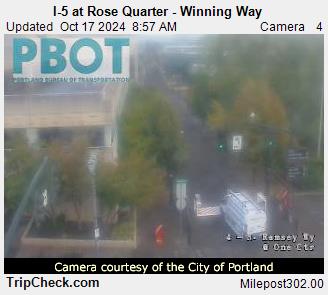 I-5 at Rose Quarter - Winning Way
Updated Oct 17 2024 8:57 AM Camera 4
PBOT
PORTLAND BUREAU OF TRANSPORTATION
4 - N. Ramsey Wy
@ One Ctr
Camera courtesy of the City of Portland
TripCheck.com Milepost302.00